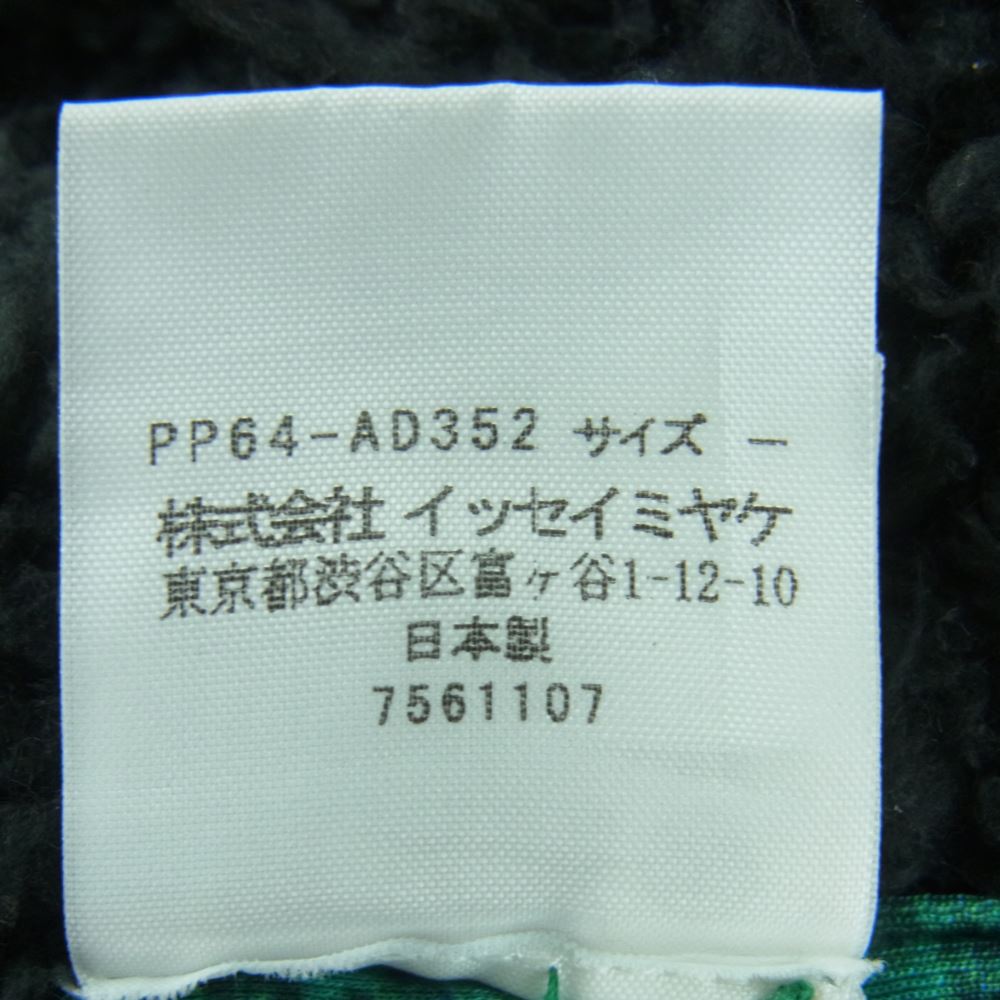 PP64-AD352 サイズ －
株式会社 イッセイミヤケ
東京都渋谷区富ヶ谷1-12-10
日本製
7561107